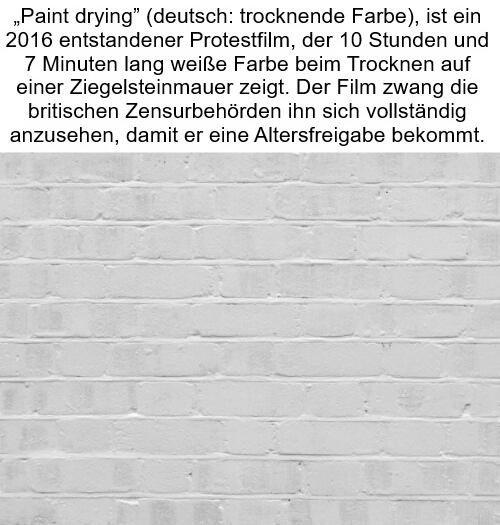 „Paint drying” (deutsch: trocknende Farbe), ist ein
2016 entstandener Protestfilm, der 10 Stunden und
7 Minuten lang weiße Farbe beim Trocknen auf
einer Ziegelsteinmauer zeigt. Der Film zwang die
britischen Zensurbehörden ihn sich vollständig
anzusehen, damit er eine Altersfreigabe bekommt.